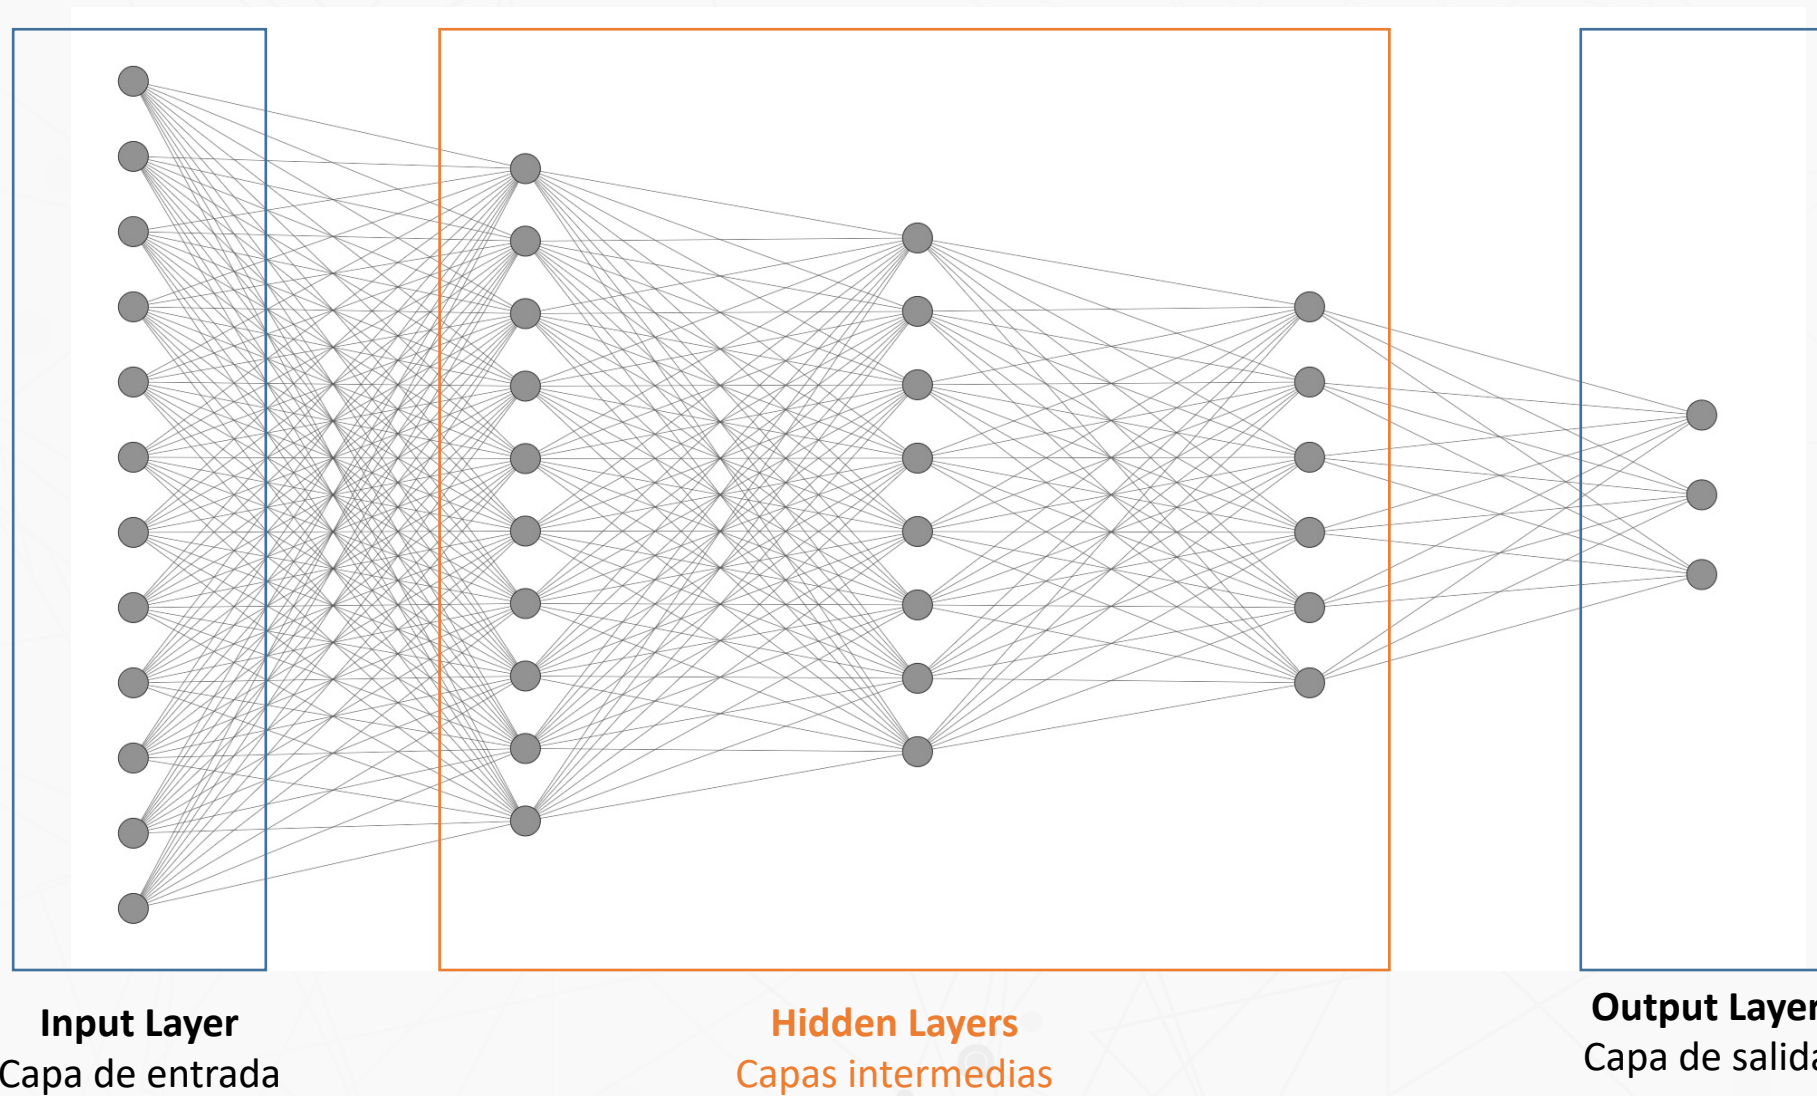 Input Layer
Capa de entrada
Hidden Layers
Capas intermedias
Output Layer
Capa de salida